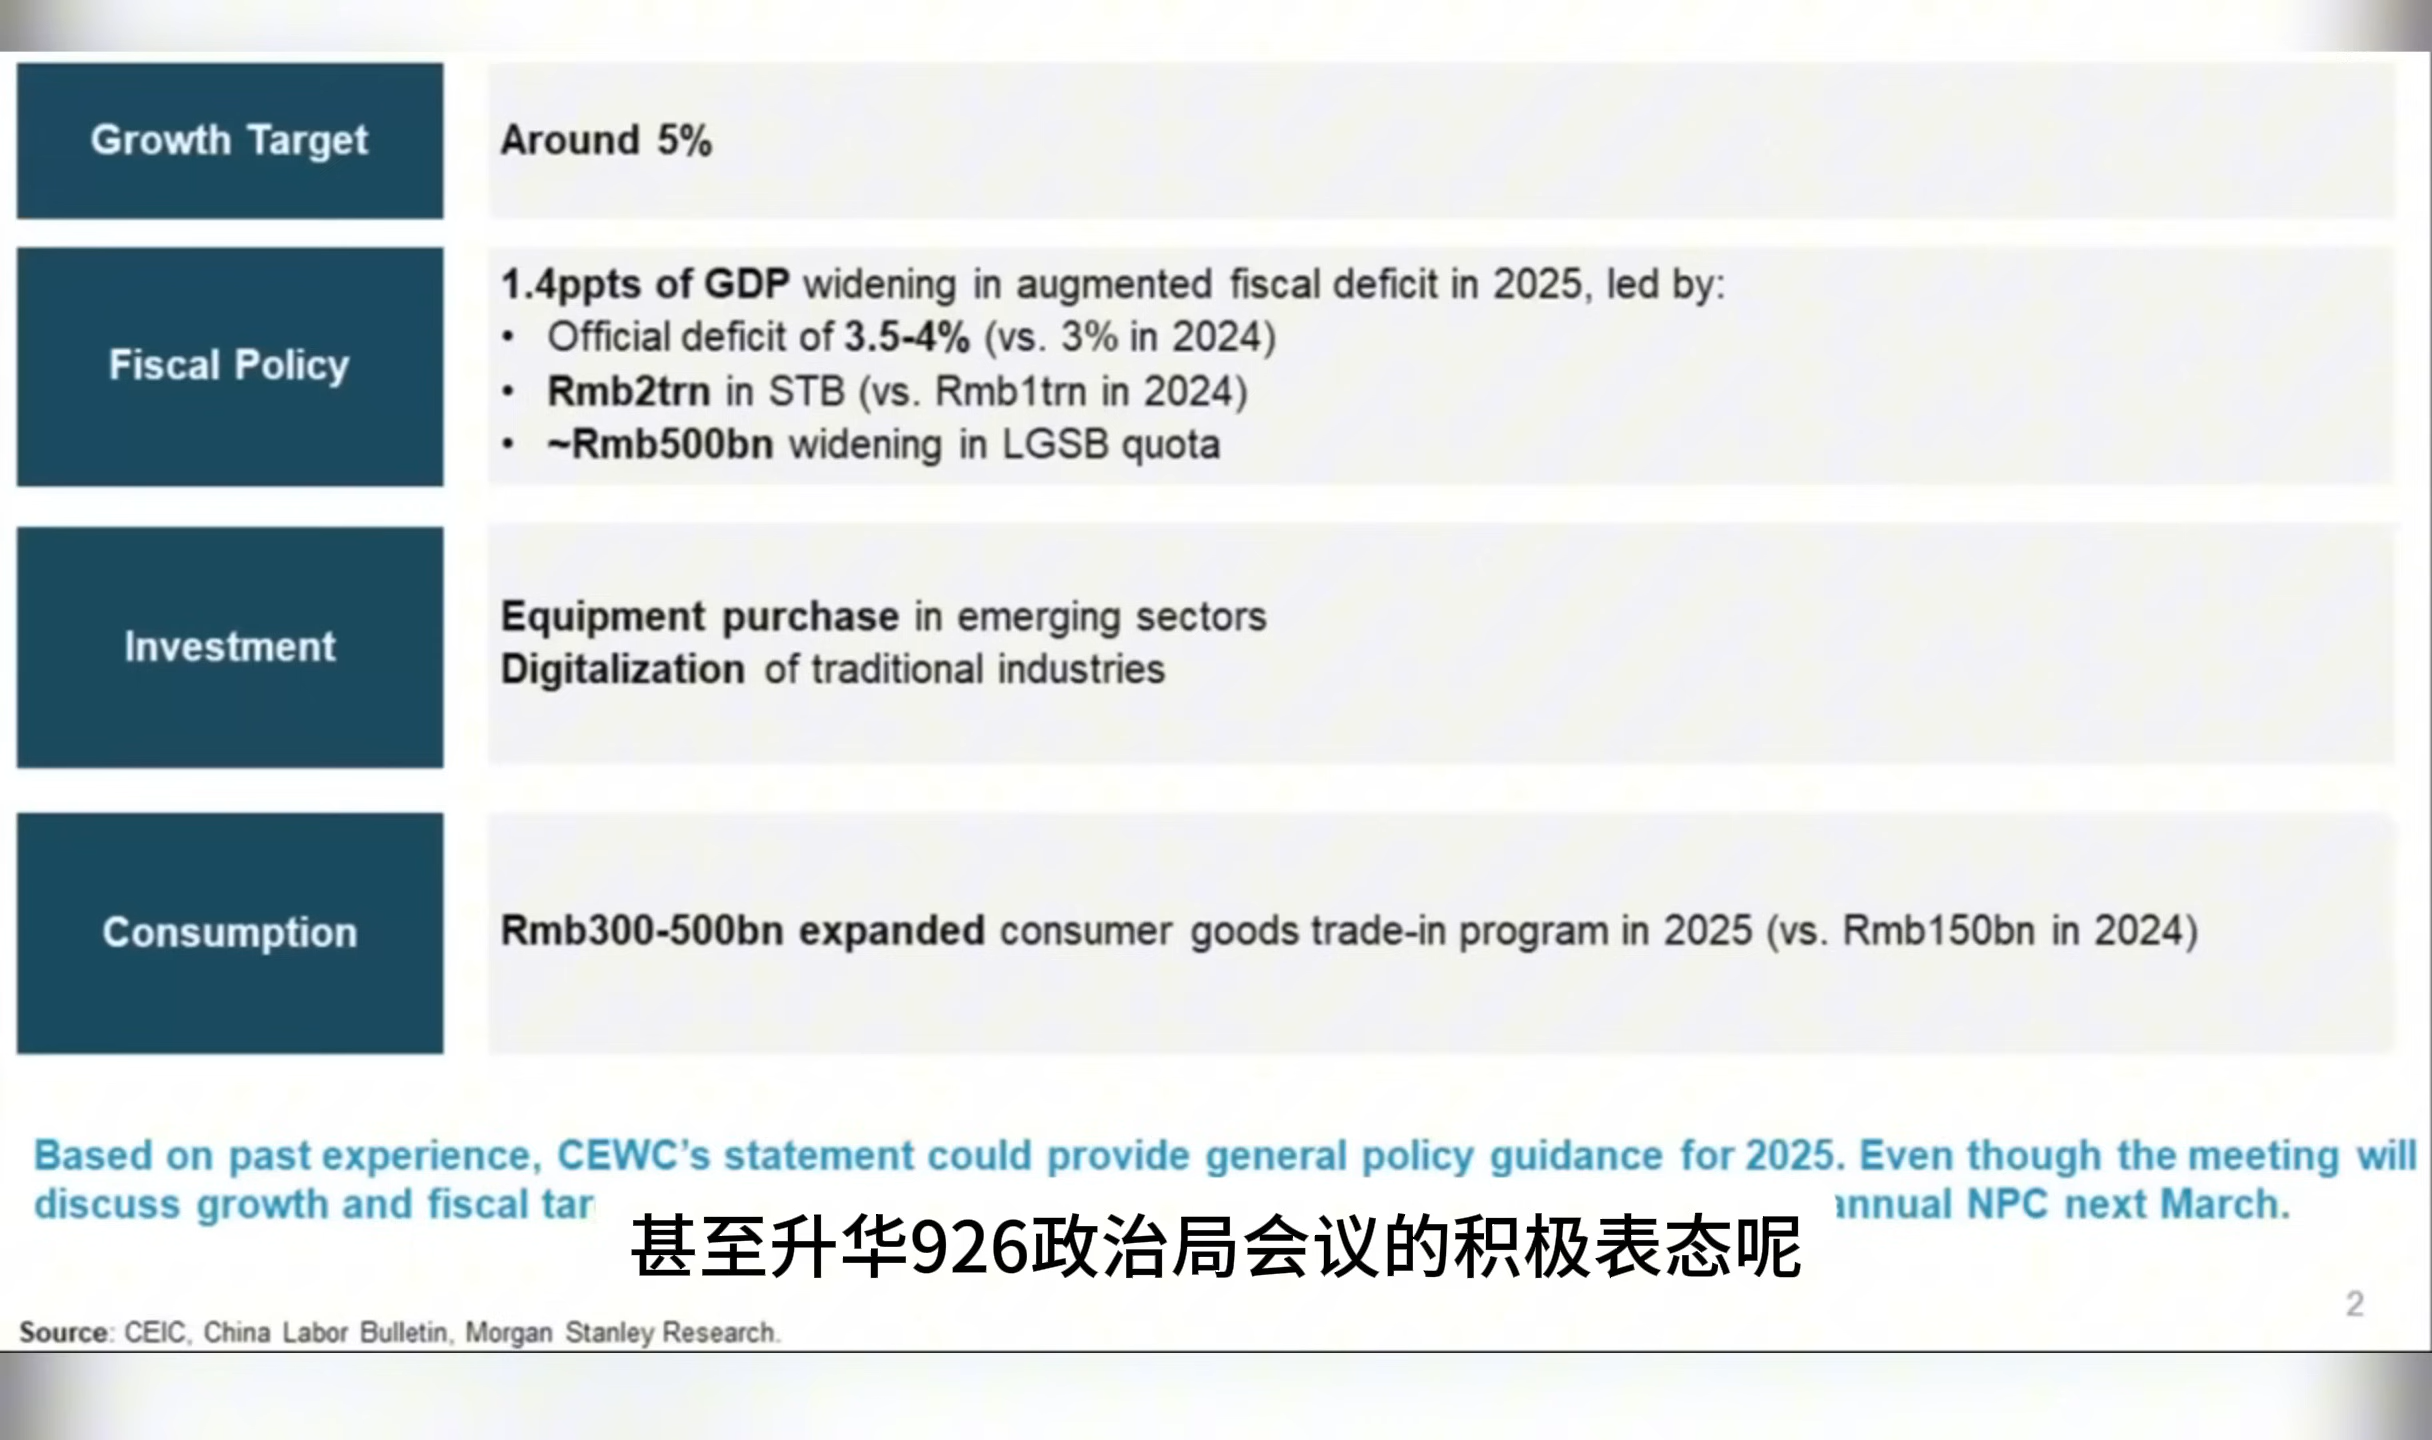 Growth Target
Around 5%
Fiscal Policy
1.4ppts of GDP widening in augmented fiscal deficit in 2025, led by:
• Official deficit of 3.5-4% (vs. 3% in 2024)
• Rmb2trn in STB (vs. Rmb1trn in 2024)
• ~Rmb500bn widening in LGSB quota
Investment
Equipment purchase in emerging sectors
Digitalization of traditional industries
Consumption
Rmb300-500bn expanded consumer goods trade-in program in 2025 (vs. Rmb150bn in 2024)
Based on past experience, CEWC's statement could provide general policy guidance for 2025. Even though the meeting will
discuss growth and fiscal annual NPC next March.
甚至升华926政治局会议的积极表态呢
2
Source: CEIC, China Labor Bulletin, Morgan Stanley Research.